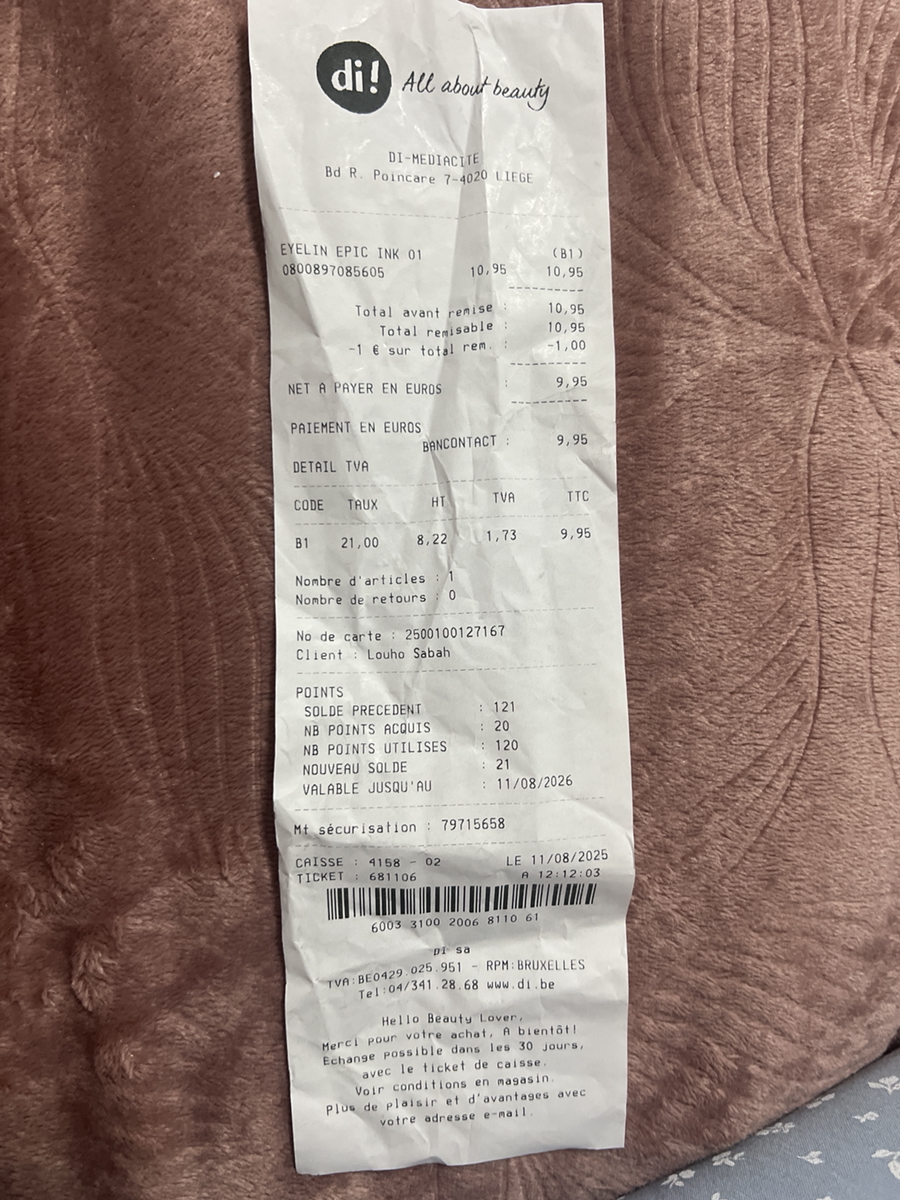 di! All about beauty
DI-MEDIACITE
Bd R. Poincare 7-4020 LIEGE
EYELIN EPIC INK 01 (B1)
0800897085605 10,95 10,95
Total avant remise : 10,95
Total remisable : 10,95
-1 € sur total rem. : -1,00
NET A PAYER EN EUROS : 9,95
PAIEMENT EN EUROS
BANCONTACT : 9,95
DETAIL TVA
CODE TAUX HT TVA TTC
B1 21,00 8,22 1,73 9,95
Nombre d'articles : 1
Nombre de retours : 0
No de carte : 2500100127167
Client : Louho Sabah
POINTS
SOLDE PRECEDENT : 121
NB POINTS ACQUIS : 20
NB POINTS UTILISES : 120
NOUVEAU SOLDE : 21
VALABLE JUSQU'AU : 11/08/2026
Mt sécurisation : 79715658
CAISSE : 4158 - 02 LE 11/08/2025
TICKET : 681106 A 12:12:03
6003 3100 2006 8110 61
DI sa
TVA:BE0429.025.951 - RPM:BRUXELLES
Tel:04/341.28.68 www.di.be
Hello Beauty Lover,
Merci pour votre achat, A bientôt!
Echange possible dans les 30 jours,
avec le ticket de caisse.
Voir conditions en magasin.
Plus de plaisir et d'avantages avec
votre adresse e-mail.